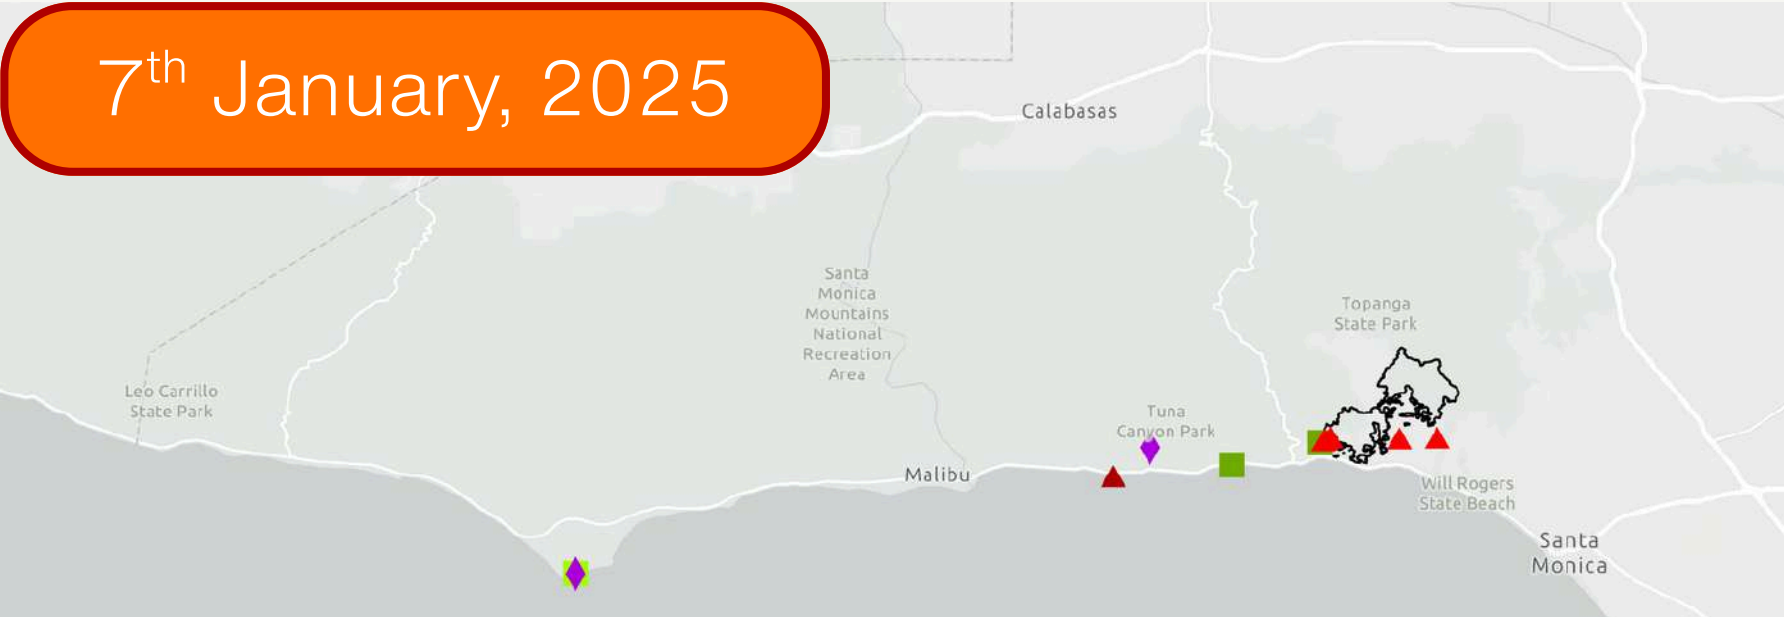 7th January, 2025
Calabasas
Santa
Monica
Mountains
National
Recreation
Area
Topanga
State Park
Leo Carrillo
State Park
Tuna
Canyon Park
Malibu
Will Rogers
State Beach
Santa
Monica